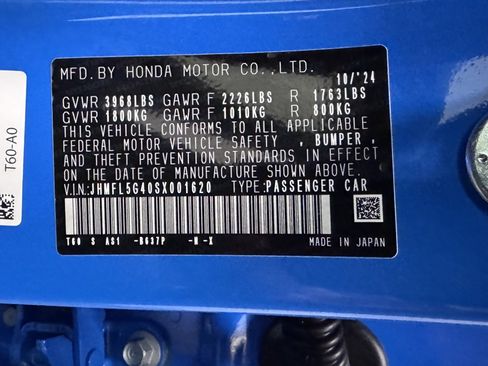 MFD.BY HONDA MOTOR CO.,LTD.
10/'24
GVWR 3968LBS GAWR F 2226LBS R 1763LBS
GVWR 1800KG GAWR F 1010KG R 800KG
THIS VEHICLE CONFORMS TO ALL APPLICABLE
FEDERAL MOTOR VEHICLE SAFETY , BUMPER ,
AND THEFT PREVENTION STANDARDS IN EFFECT
ON THE DATE OF MANUFACTURE SHOWN ABOVE.
V.I.N:JHMFL5G40SX001620 TYPE:PASSENGER CAR
T60 S AS1 -B637P -N -X
MADE IN JAPAN
T60-A0